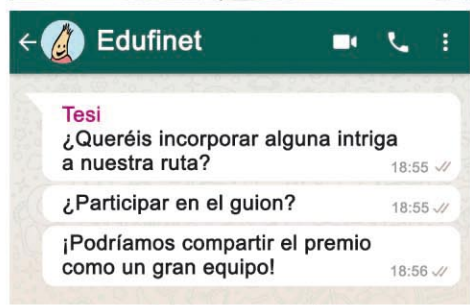 Edufinet
Tesi
¿Queréis incorporar alguna intriga
a nuestra ruta?
18:55
¿Participar en el guion?
18:55
¡Podríamos compartir el premio
como un gran equipo!
18:56